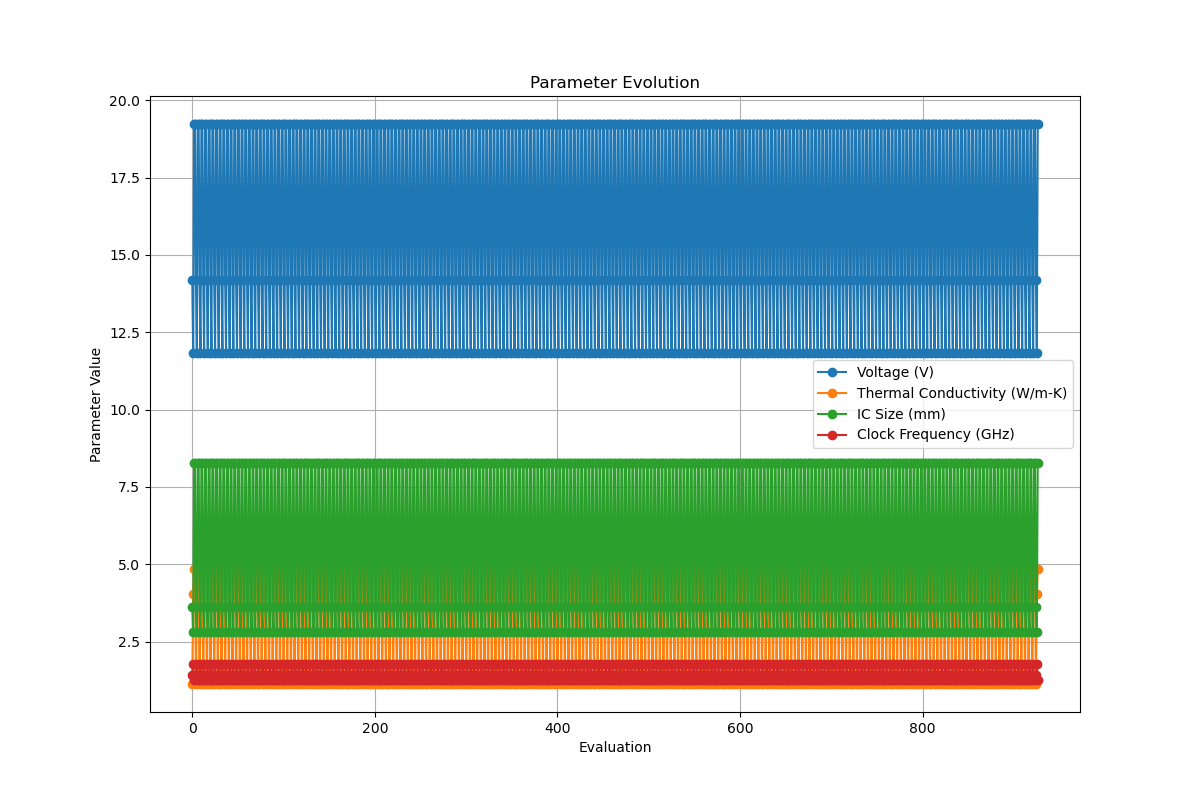 Parameter Evolution
20.0
17.5
15.0
12.5
10.0
7.5
5.0
2.5
Parameter Value
Voltage (V)
Thermal Conductivity (W/m-K)
IC Size (mm)
Clock Frequency (GHz)
0
200
400
600
800
Evaluation